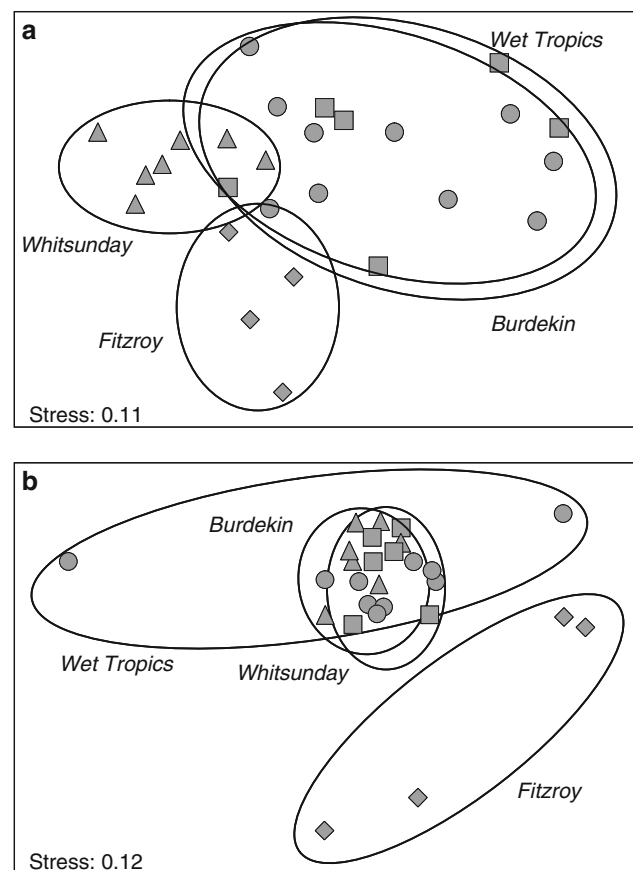 a
Wet Tropics
Whitsunday
Fitzroy
Burdekin
Stress: 0.11
b
Burdekin
Wet Tropics
Whitsunday
Fitzroy
Stress: 0.12